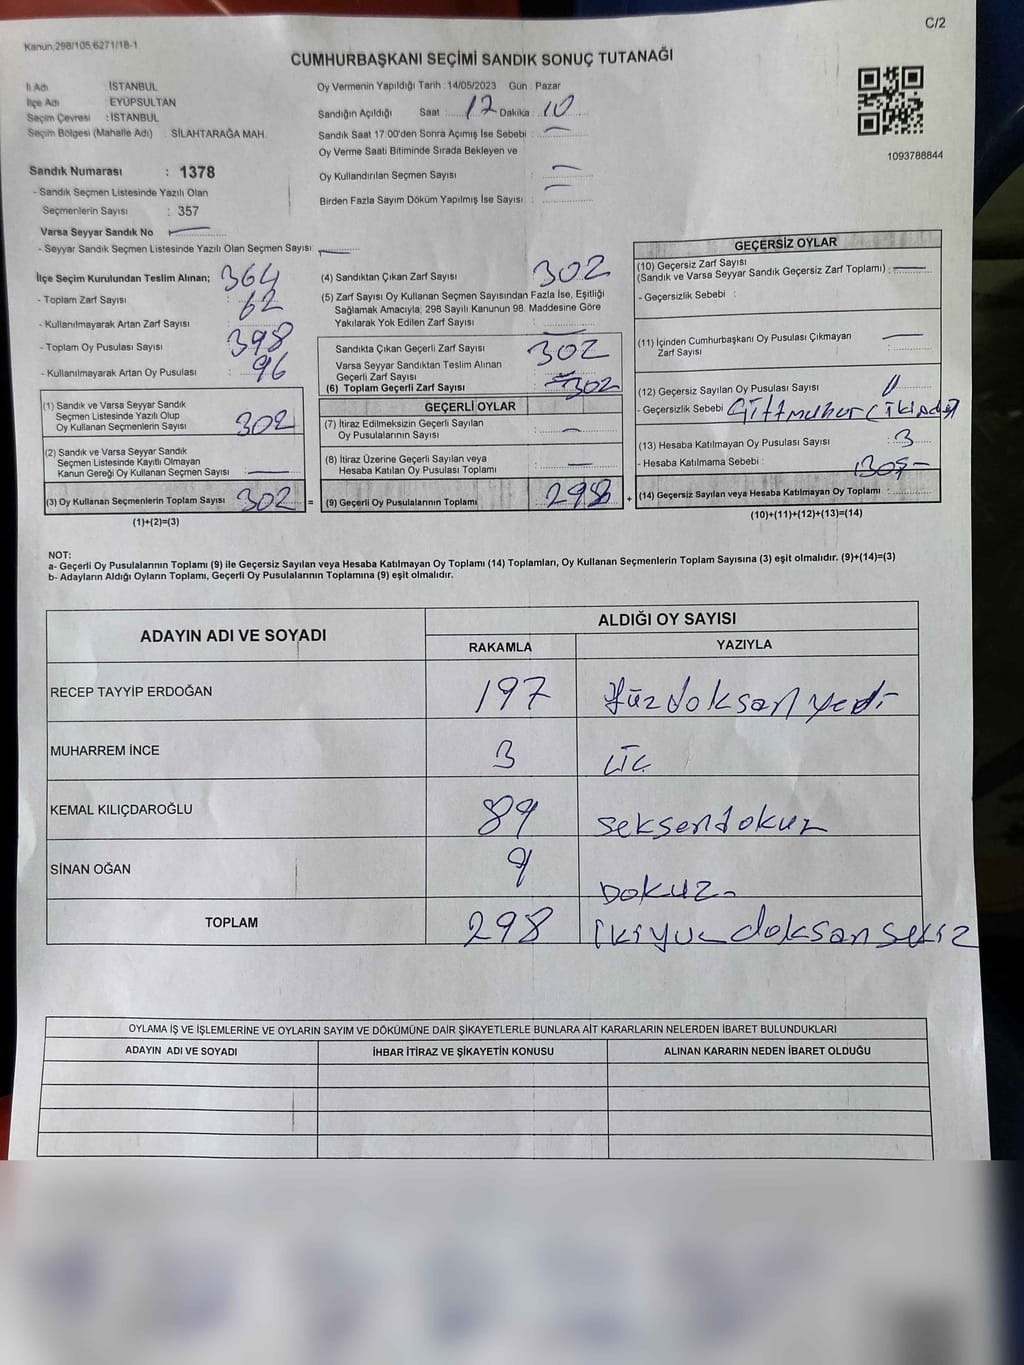 C/2
Kanun;298/105;6271/18-1
CUMHURBAŞKANI SEÇİMİ SANDIK SONUÇ TUTANAĞI
İl Adı : İSTANBUL
İlçe Adı : EYÜPSULTAN
Seçim Çevresi : İSTANBUL
Seçim Bölgesi (Mahalle Adı) : SİLAHTARAĞA MAH.
Sandık Numarası : 1378
- Sandık Seçmen Listesinde Yazılı Olan
Seçmenlerin Sayısı : 357
Varsa Seyyar Sandık No
- Seyyar Sandık Seçmen Listesinde Yazılı Olan Seçmen Sayısı:
Oy Vermenin Yapıldığı Tarih : 14/05/2023 Gün : Pazar
Sandığın Açıldığı Saat : 17 Dakika : 10
Sandık Saat 17.00'den Sonra Açımış İse Sebebi :
Oy Verme Saati Bitiminde Sırada Bekleyen ve
Oy Kullandırılan Seçmen Sayısı :
Birden Fazla Sayım Döküm Yapılmış İse Sayısı :
1093788844
İlçe Seçim Kurulundan Teslim Alınan; 364
- Toplam Zarf Sayısı : 62
- Kullanılmayarak Artan Zarf Sayısı :
- Toplam Oy Pusulası Sayısı : 398
- Kullanılmayarak Artan Oy Pusulası : 96
(1) Sandık ve Varsa Seyyar Sandık
Seçmen Listesinde Yazılı Olup
Oy Kullanan Seçmenlerin Sayısı 302
(2) Sandık ve Varsa Seyyar Sandık
Seçmen Listesinde Kayıtlı Olmayan
Kanun Gereği Oy Kullanan Seçmen Sayısı
(3) Oy Kullanan Seçmenlerin Toplam Sayısı 302 =
(1)+(2)=(3)
(4) Sandıktan Çıkan Zarf Sayısı 302
(5) Zarf Sayısı Oy Kullanan Seçmen Sayısından Fazla İse, Eşitliği
Sağlamak Amacıyla; 298 Sayılı Kanunun 98. Maddesine Göre
Yakılarak Yok Edilen Zarf Sayısı :
Sandıkta Çıkan Geçerli Zarf Sayısı 302
Varsa Seyyar Sandıktan Teslim Alınan
Geçerli Zarf Sayısı :
(6) Toplam Geçerli Zarf Sayısı 302
GEÇERLİ OYLAR
(7) İtiraz Edilmeksizin Geçerli Sayılan
Oy Pusulalarının Sayısı :
(8) İtiraz Üzerine Geçerli Sayılan veya
Hesaba Katılan Oy Pusulası Toplamı :
(9) Geçerli Oy Pusulalarının Toplamı 298 +
GEÇERSİZ OYLAR
(10) Geçersiz Zarf Sayısı
(Sandık ve Varsa Seyyar Sandık Geçersiz Zarf Toplamı) :
- Geçersizlik Sebebi :
(11) İçinden Cumhurbaşkanı Oy Pusulası Çıkmayan
Zarf Sayısı :
(12) Geçersiz Sayılan Oy Pusulası Sayısı :
- Geçersizlik Sebebi :
(13) Hesaba Katılmayan Oy Pusulası Sayısı : 3
- Hesaba Katılmama Sebebi : BOŞ-
(14) Geçersiz Sayılan veya Hesaba Katılmayan Oy Toplamı :
(10)+(11)+(12)+(13)=(14)
NOT:
a- Geçerli Oy Pusulalarının Toplamı (9) ile Geçersiz Sayılan veya Hesaba Katılmayan Oy Toplamı (14) Toplamları, Oy Kullanan Seçmenlerin Toplam Sayısına (3) eşit olmalıdır. (9)+(14)=(3)
b- Adayların Aldığı Oyların Toplamı, Geçerli Oy Pusulalarının Toplamına (9) eşit olmalıdır.
ADAYIN ADI VE SOYADI
ALDIĞI OY SAYISI
RAKAMLA YAZIYLA
RECEP TAYYİP ERDOĞAN 197 Yüzdoksanyedi
MUHARREM İNCE 3 üç
KEMAL KILIÇDAROĞLU 89 seksendokuz
SİNAN OĞAN 9 Dokuz-
TOPLAM 298 ikiyüz doksansekiz
OYLAMA İŞ VE İŞLEMLERİNE VE OYLARIN SAYIM VE DÖKÜMÜNE DAİR ŞİKAYETLERLE BUNLARA AİT KARARLARIN NELERDEN İBARET BULUNDUKLARI
ADAYIN ADI VE SOYADI İHBAR İTİRAZ VE ŞİKAYETİN KONUSU ALINAN KARARIN NEDEN İBARET OLDUĞU